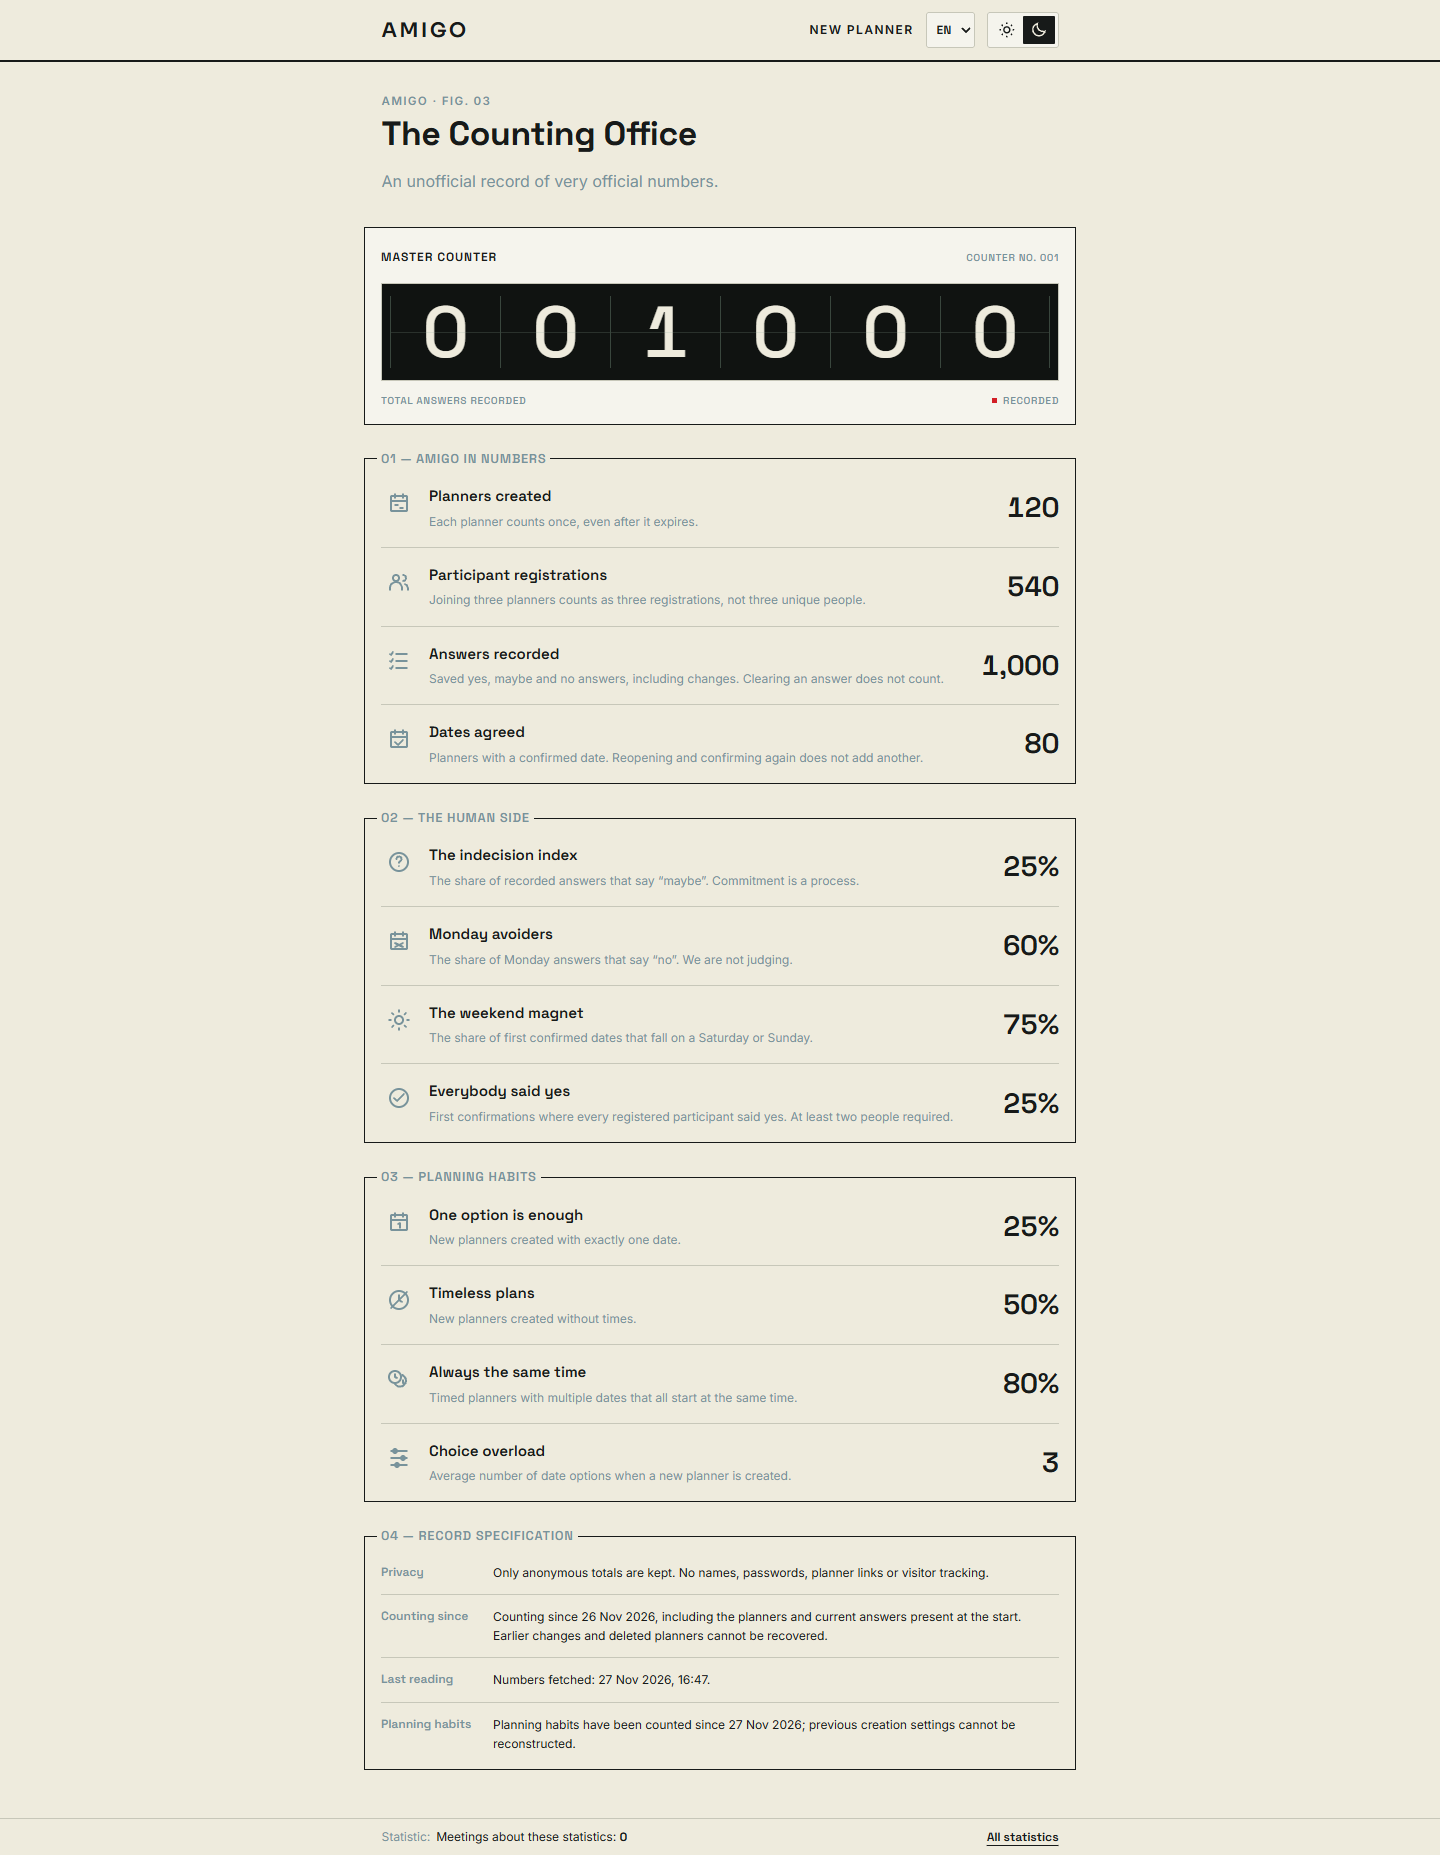 AMIGO
NEW PLANNER
EN
AMIGO · FIG. 03
The Counting Office
An unofficial record of very official numbers.
MASTER COUNTER
COUNTER NO. 001
0 0 1 0 0 0
TOTAL ANSWERS RECORDED
RECORDED
01 — AMIGO IN NUMBERS
Planners created
Each planner counts once, even after it expires.
120
Participant registrations
Joining three planners counts as three registrations, not three unique people.
540
Answers recorded
Saved yes, maybe and no answers, including changes. Clearing an answer does not count.
1,000
Dates agreed
Planners with a confirmed date. Reopening and confirming again does not add another.
80
02 — THE HUMAN SIDE
The indecision index
The share of recorded answers that say “maybe”. Commitment is a process.
25%
Monday avoiders
The share of Monday answers that say “no”. We are not judging.
60%
The weekend magnet
The share of first confirmed dates that fall on a Saturday or Sunday.
75%
Everybody said yes
First confirmations where every registered participant said yes. At least two people required.
25%
03 — PLANNING HABITS
One option is enough
New planners created with exactly one date.
25%
Timeless plans
New planners created without times.
50%
Always the same time
Timed planners with multiple dates that all start at the same time.
80%
Choice overload
Average number of date options when a new planner is created.
3
04 — RECORD SPECIFICATION
Privacy
Only anonymous totals are kept. No names, passwords, planner links or visitor tracking.
Counting since
Counting since 26 Nov 2026, including the planners and current answers present at the start.
Earlier changes and deleted planners cannot be recovered.
Last reading
Numbers fetched: 27 Nov 2026, 16:47.
Planning habits
Planning habits have been counted since 27 Nov 2026; previous creation settings cannot be
reconstructed.
Statistic: Meetings about these statistics: 0
All statistics